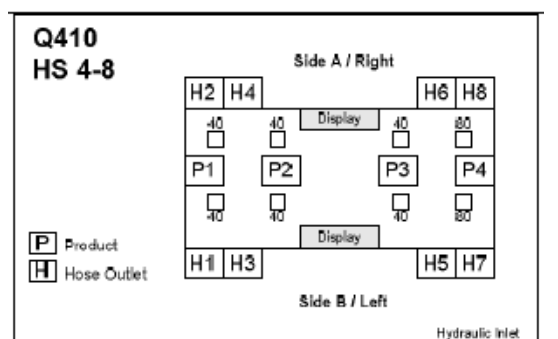 Q410
HS 4-8
Side A / Right
H2 H4 H6 H8
Display
40 40 40 80
P1 P2 P3 P4
40 40 40 80
Display
P Product
H Hose Outlet
H1 H3 H5 H7
Side B / Left
Hydraulic Inlet